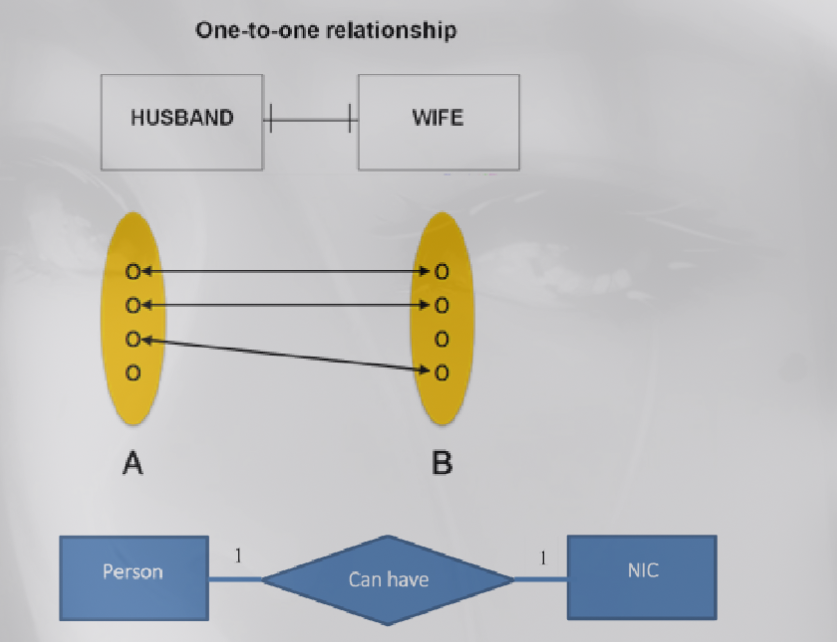 One-to-one relationship
HUSBAND WIFE
O O
O O
O O
O O
A B
1 1
Person Can have NIC